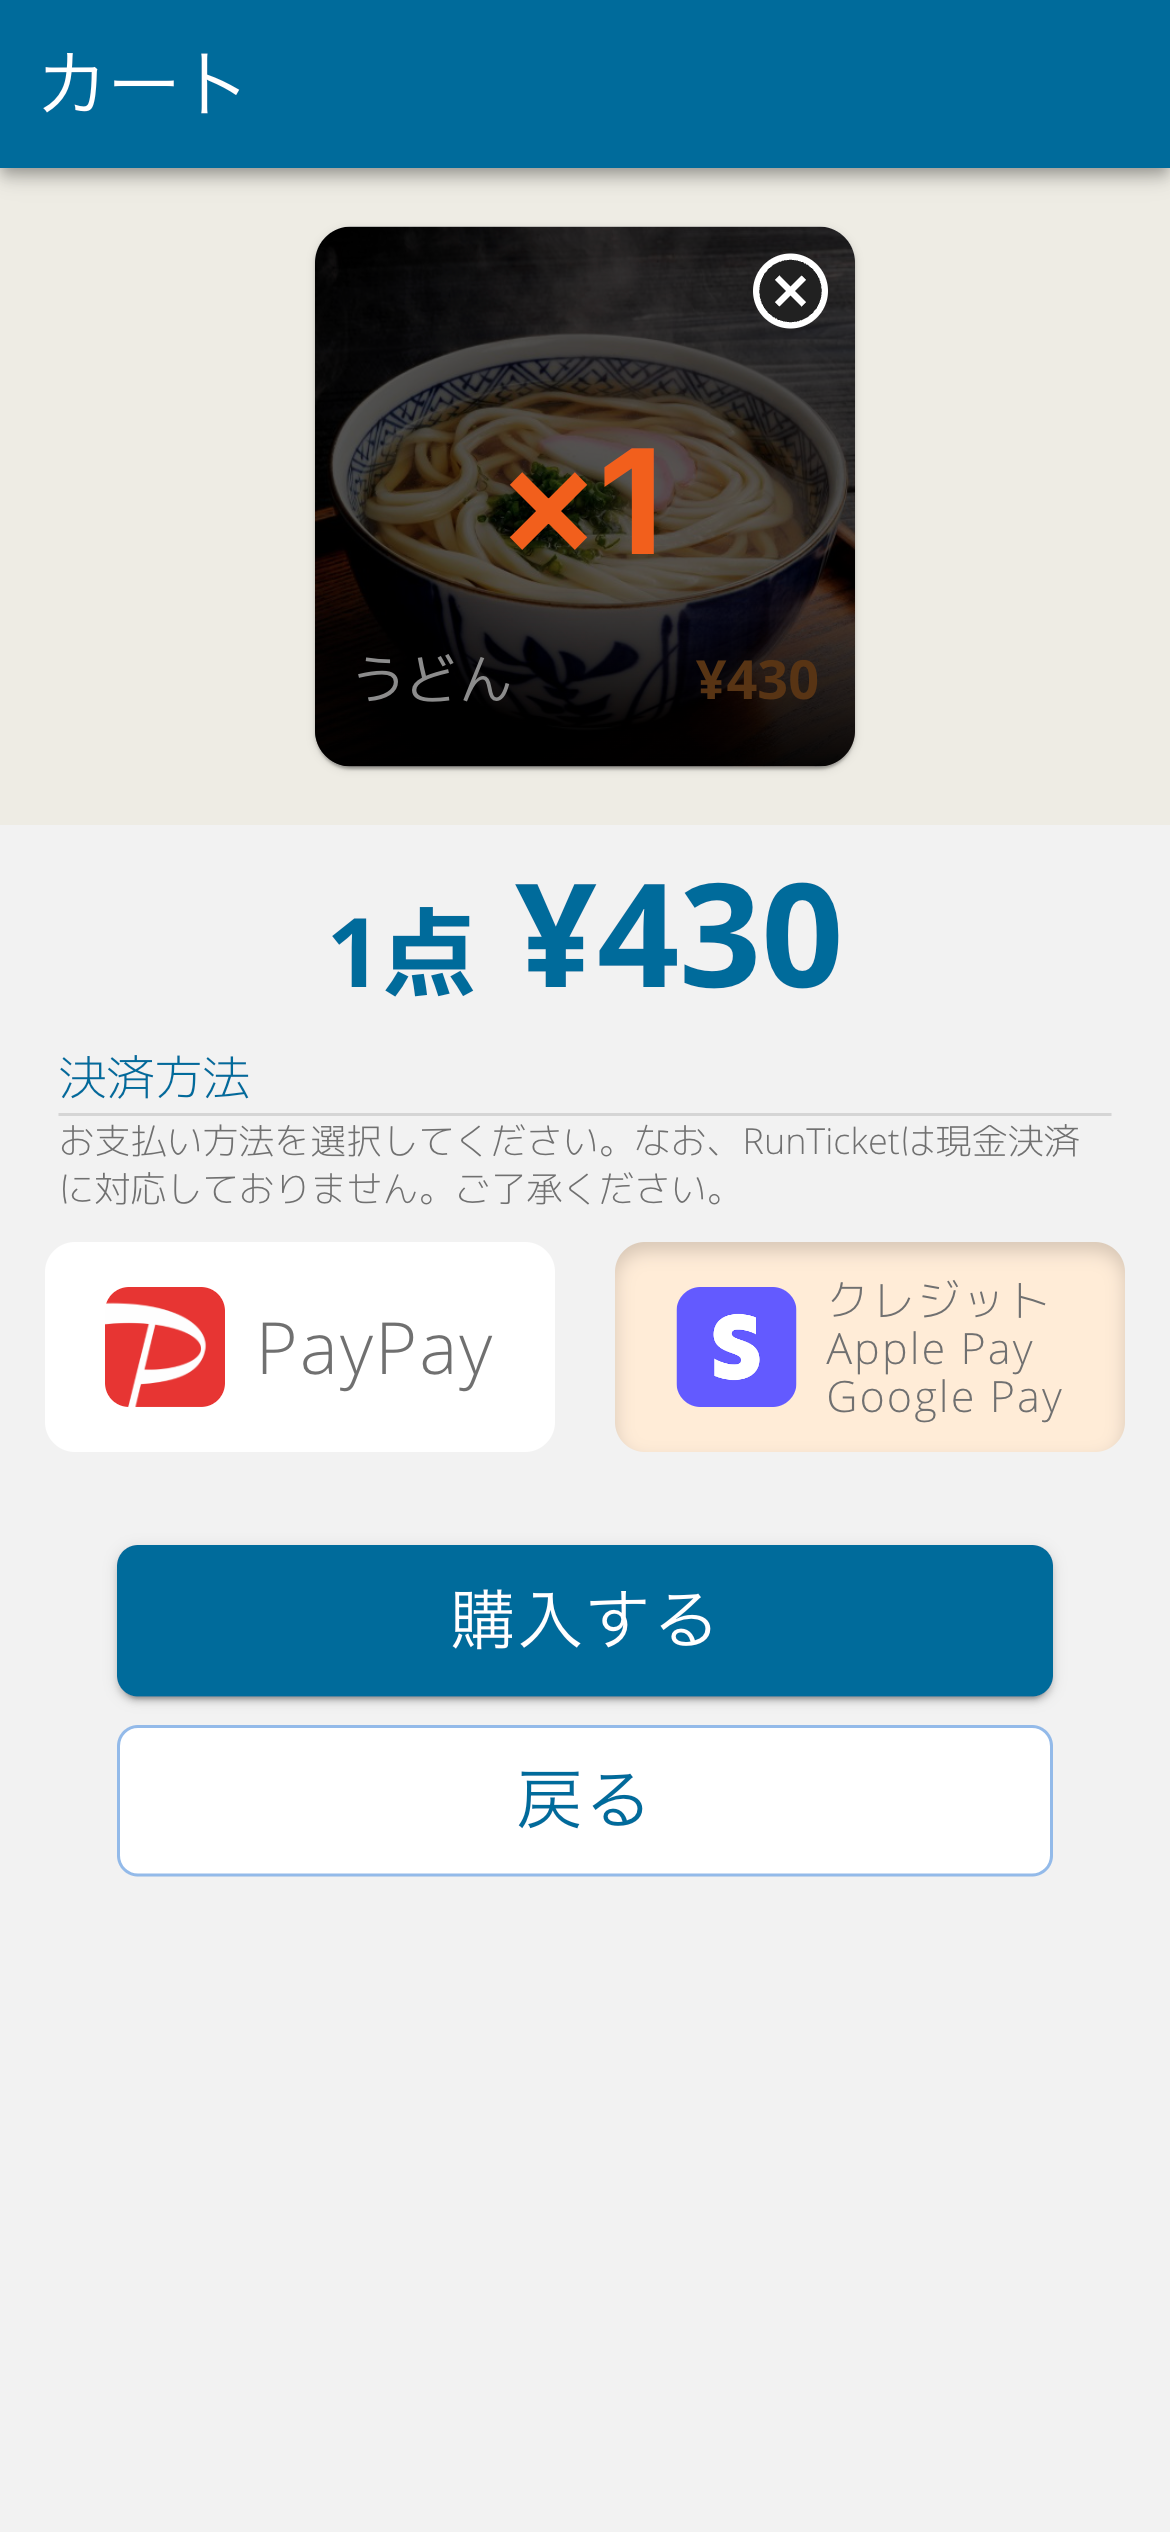 カート
×1
うどん ¥430
1点 ¥430
決済方法
お支払い方法を選択してください。なお、RunTicketは現金決済
に対応しておりません。ご了承ください。
PayPay
S
クレジット
Apple Pay
Google Pay
購入する
戻る